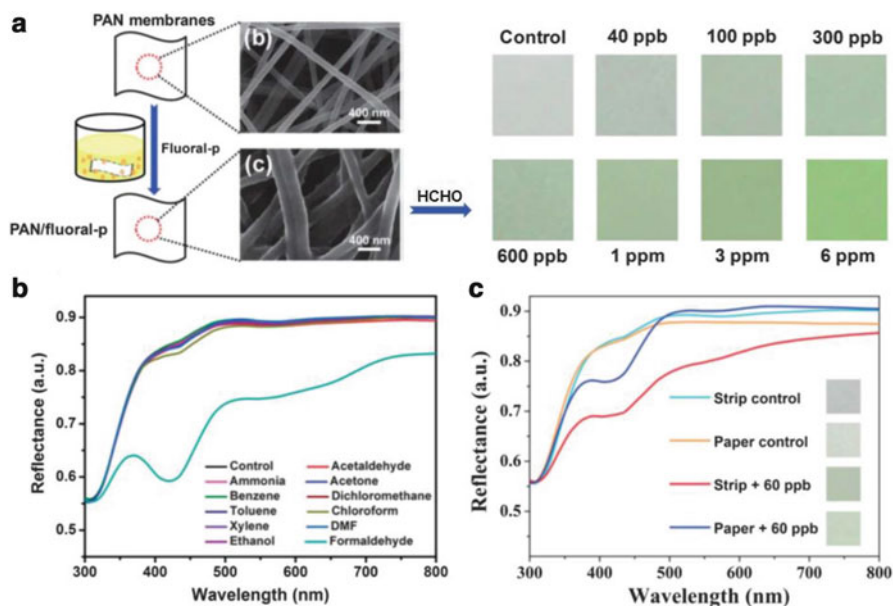 a
PAN membranes
(b)
400 nm
Fluoral-p
(c)
400 nm
PAN/fluoral-p
HCHO
Control 40 ppb 100 ppb 300 ppb
600 ppb 1 ppm 3 ppm 6 ppm
b
Reflectance (a.u.)
0.9
0.8
0.7
0.6
0.5
Control Acetaldehyde
Ammonia Acetone
Benzene Dichloromethane
Toluene Chloroform
Xylene DMF
Ethanol Formaldehyde
300 400 500 600 700 800
Wavelength (nm)
c
Reflectance (a.u.)
0.9
0.8
0.7
0.6
0.5
Strip control
Paper control
Strip + 60 ppb
Paper + 60 ppb
300 400 500 600 700 800
Wavelength (nm)